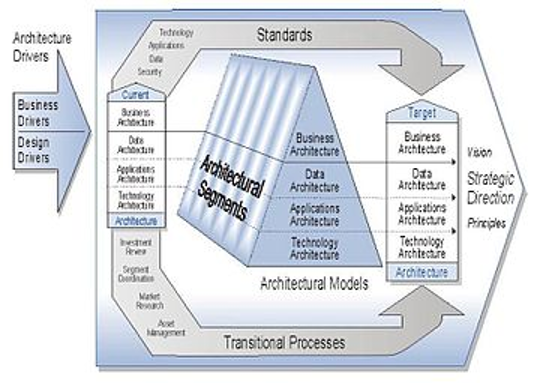 Architecture
Drivers
Business
Drivers
Design
Drivers
Technology
Applications
Data
Security
Standards
Current
Business
Architecture
Data
Architecture
Applications
Architecture
Technology
Architecture
Architecture
Investment
Review
Segment
Coordination
Market
Research
Asset
Management
Transitional Processes
Architectural
Segments
Business
Architecture
Data
Architecture
Applications
Architecture
Technology
Architecture
Architectural Models
Target
Business
Architecture
Data
Architecture
Applications
Architecture
Technology
Architecture
Architecture
Vision
Strategic
Direction
Principles